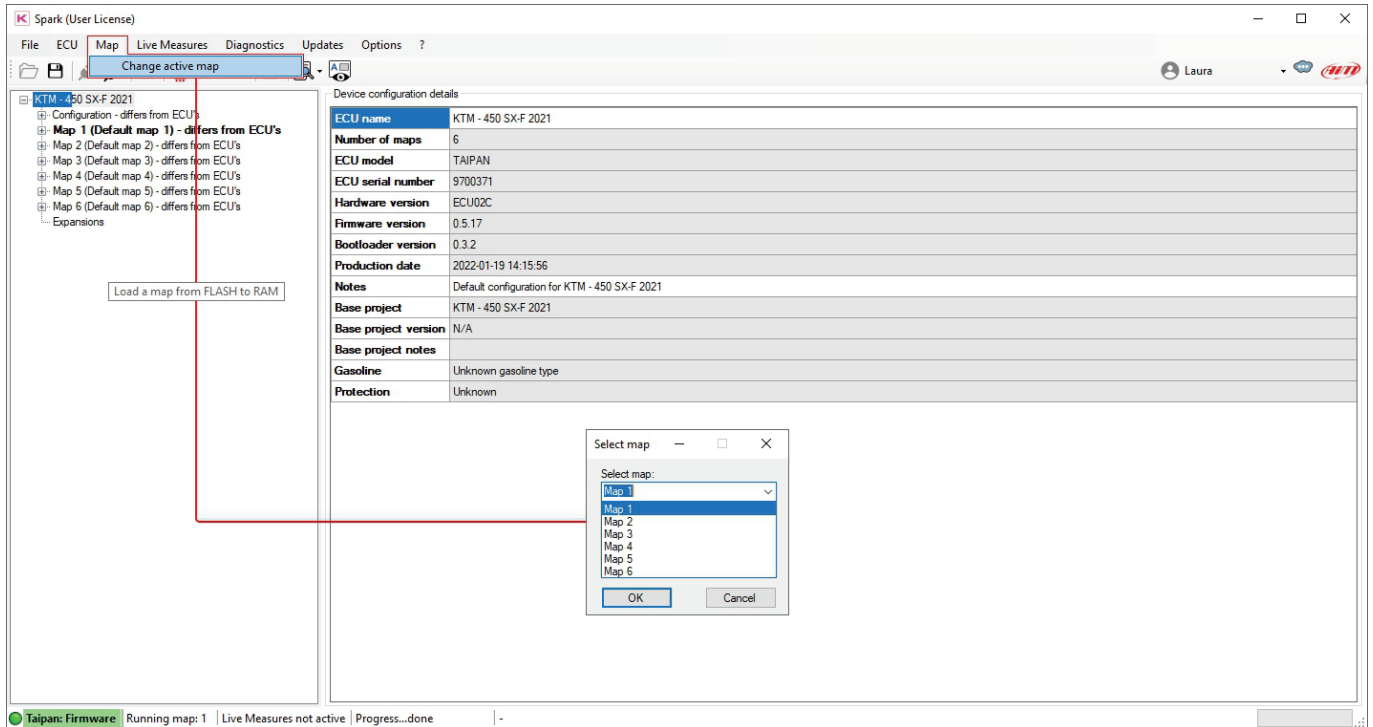 Spark (User License)
File ECU Map Live Measures Diagnostics Updates Options ?
Change active map
Laura
AiM
KTM - 450 SX-F 2021
Configuration - differs from ECU's
Map 1 (Default map 1) - differs from ECU's
Map 2 (Default map 2) - differs from ECU's
Map 3 (Default map 3) - differs from ECU's
Map 4 (Default map 4) - differs from ECU's
Map 5 (Default map 5) - differs from ECU's
Map 6 (Default map 6) - differs from ECU's
Expansions
Load a map from FLASH to RAM
Device configuration details
ECU name KTM - 450 SX-F 2021
Number of maps 6
ECU model TAIPAN
ECU serial number 9700371
Hardware version ECU02C
Firmware version 0.5.17
Bootloader version 0.3.2
Production date 2022-01-19 14:15:56
Notes Default configuration for KTM - 450 SX-F 2021
Base project KTM - 450 SX-F 2021
Base project version N/A
Base project notes
Gasoline Unknown gasoline type
Protection Unknown
Select map
Select map:
Map 1
Map 1
Map 2
Map 3
Map 4
Map 5
Map 6
OK Cancel
Taipan: Firmware Running map: 1 Live Measures not active Progress...done -